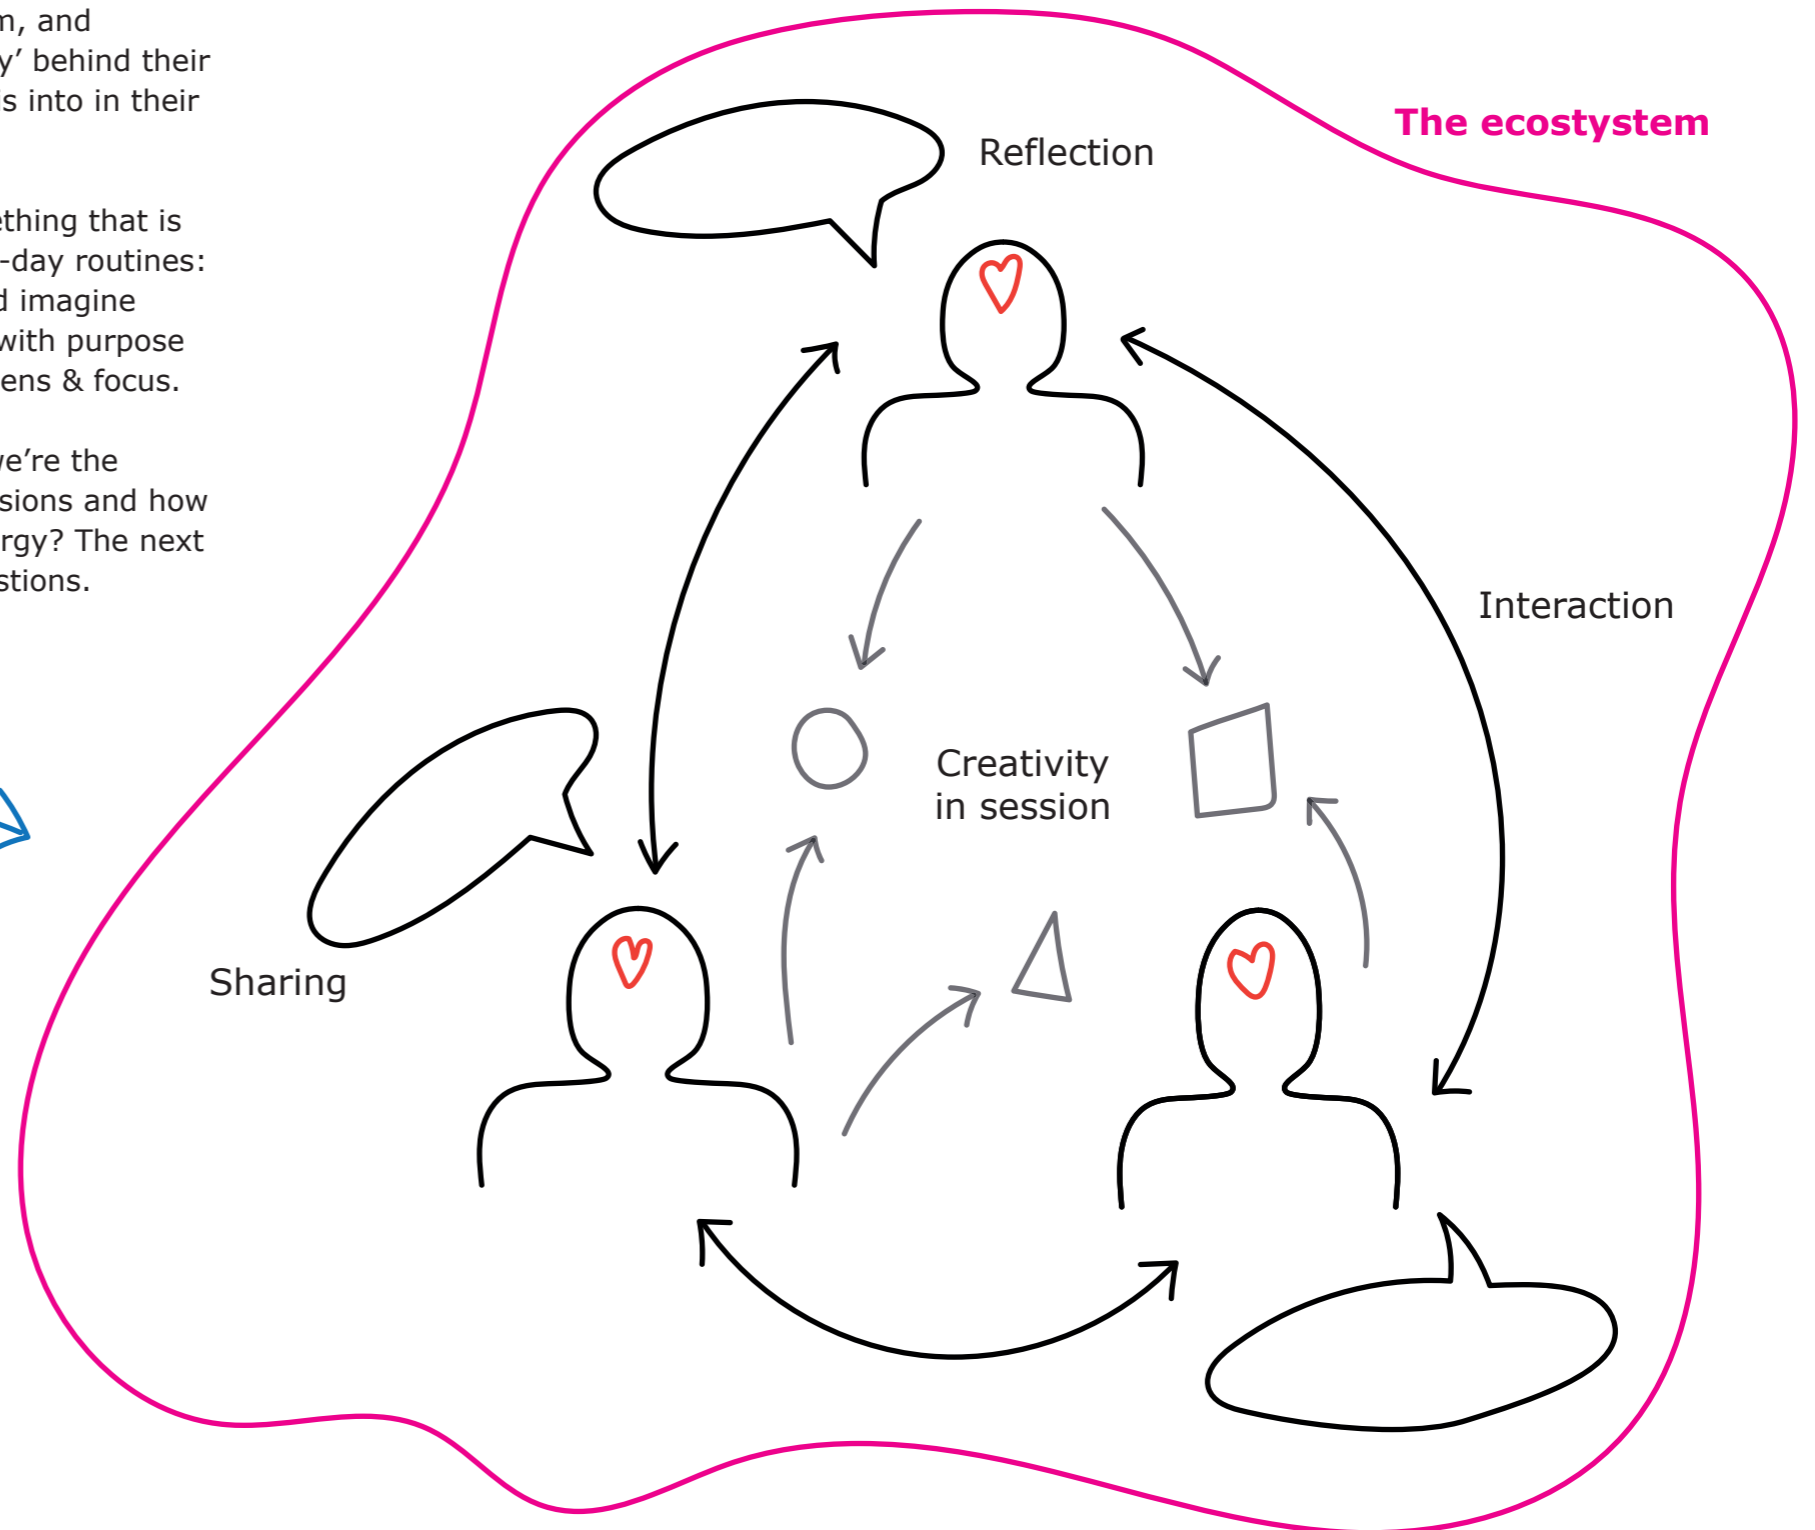 m, and
y’ behind their
is into in their
ething that is
-day routines:
d imagine
with purpose
ens & focus.
we’re the
sions and how
rgy? The next
stions.
The ecostystem
Reflection
Interaction
Creativity
in session
Sharing